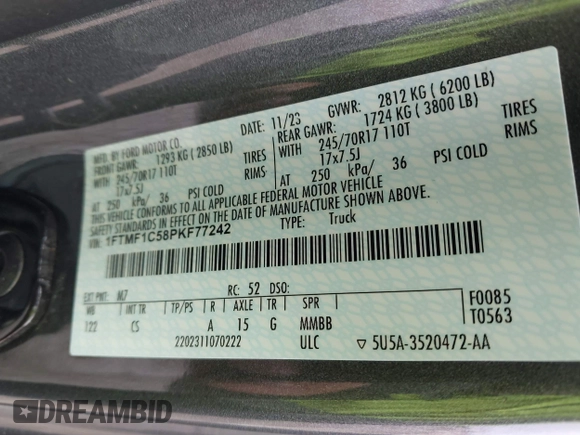 MFD. BY FORD MOTOR CO.
DATE: 11/23 GVWR: 2812 KG ( 6200 LB)
FRONT GAWR: 1293 KG ( 2850 LB) REAR GAWR: 1724 KG ( 3800 LB)
WITH 245/70R17 110T TIRES WITH 245/70R17 110T TIRES
17x7.5J RIMS 17x7.5J RIMS
AT 250 kPa/ 36 PSI COLD AT 250 kPa/ 36 PSI COLD
THIS VEHICLE CONFORMS TO ALL APPLICABLE FEDERAL MOTOR VEHICLE
SAFETY STANDARDS IN EFFECT ON THE DATE OF MANUFACTURE SHOWN ABOVE.
1FTMF1C58PKF77242 TYPE: Truck
EXT PNT: M7 RC: 52 DSO: F0085
WB INT TR TP/PS R AXLE TR SPR T0563
122 CS A 15 G MMBB
2202311070222 ULC ▽ 5U5A-3520472-AA
DREAMBID